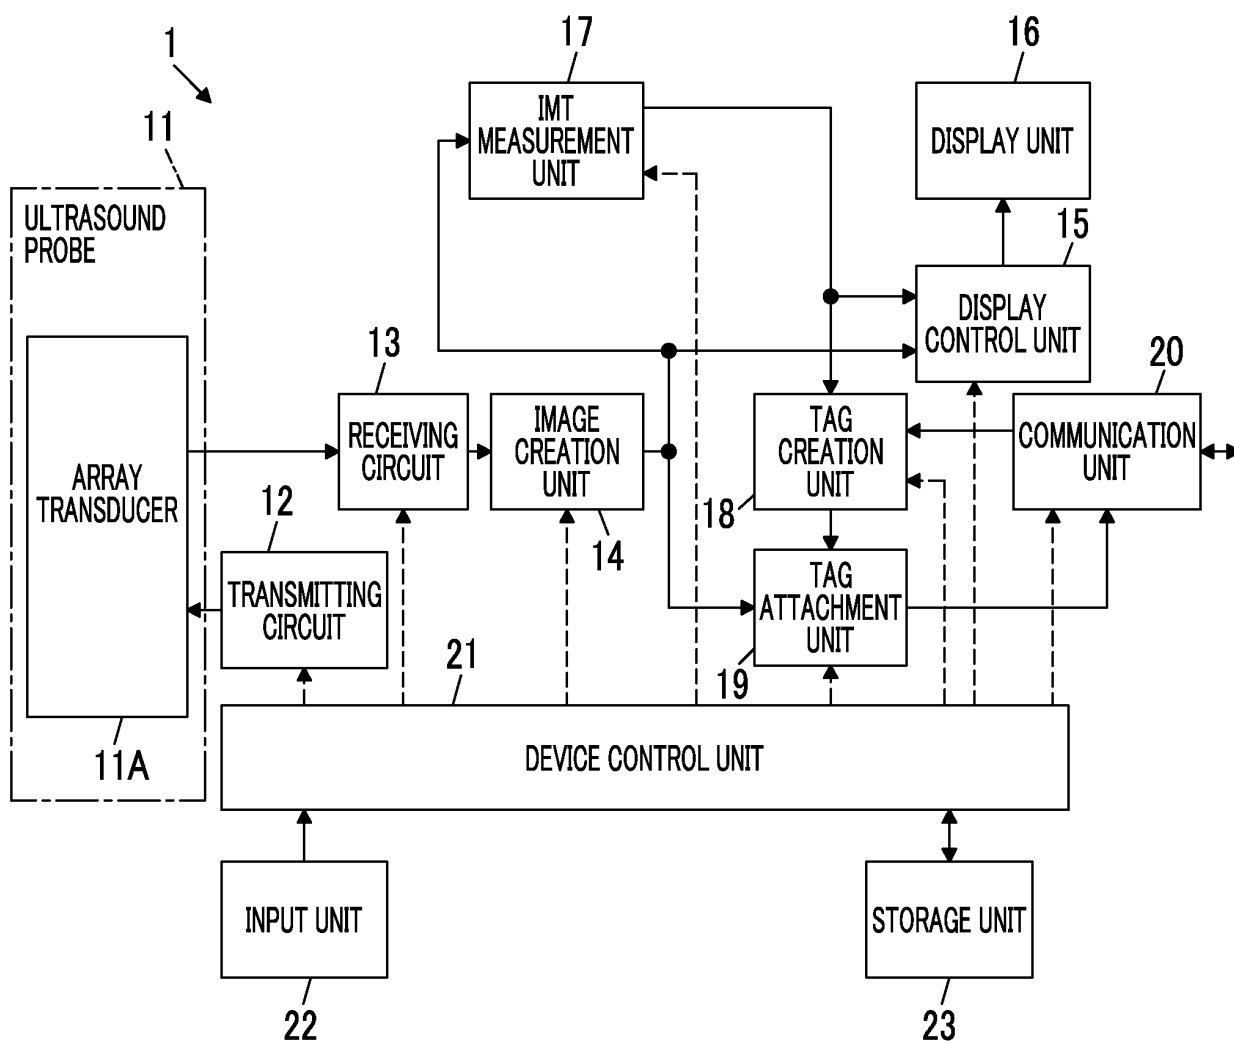 1
17
16
IMT
MEASUREMENT
UNIT
DISPLAY UNIT
11
ULTRASOUND
PROBE
15
DISPLAY
CONTROL UNIT
13
20
RECEIVING
CIRCUIT
IMAGE
CREATION
UNIT
TAG
CREATION
UNIT
COMMUNICATION
UNIT
ARRAY
TRANSDUCER
12
14
18
TRANSMITTING
CIRCUIT
TAG
ATTACHMENT
UNIT
21
19
11A
DEVICE CONTROL UNIT
INPUT UNIT
STORAGE UNIT
22
23